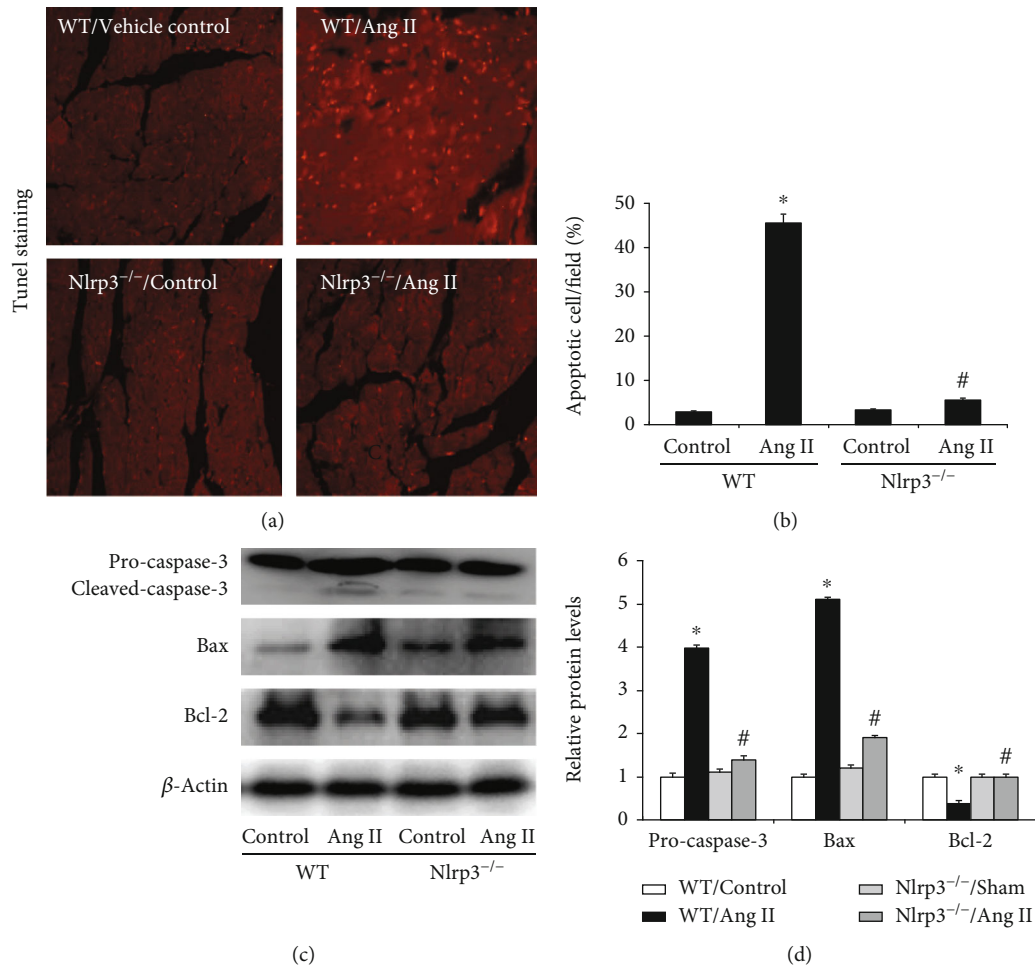 Tunel staining
WT/Vehicle control
WT/Ang II
Nlrp3⁻/⁻/Control
Nlrp3⁻/⁻/Ang II
(a)
Apoptotic cell/field (%)
50
40
30
20
10
0
*
#
Control
Ang II
Control
Ang II
WT
Nlrp3⁻/⁻
(b)
Pro-caspase-3
Cleaved-caspase-3
Bax
Bcl-2
β-Actin
Control
Ang II
Control
Ang II
WT
Nlrp3⁻/⁻
(c)
Relative protein levels
6
5
4
3
2
1
0
*
#
*
#
*
#
Pro-caspase-3
Bax
Bcl-2
WT/Control
WT/Ang II
Nlrp3⁻/⁻/Sham
Nlrp3⁻/⁻/Ang II
(d)